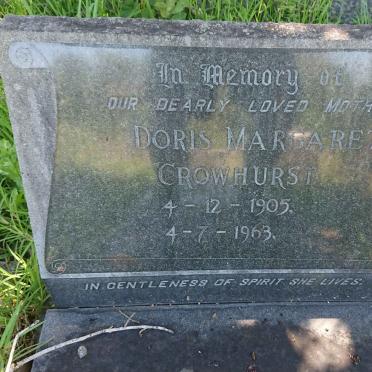 In Memory of
OUR DEARLY LOVED MOTH
DORIS MARGARE
CROWHURST
4 - 12 - 1905.
4 - 7 - 1963.
IN GENTLENESS OF SPIRIT SHE LIVES.